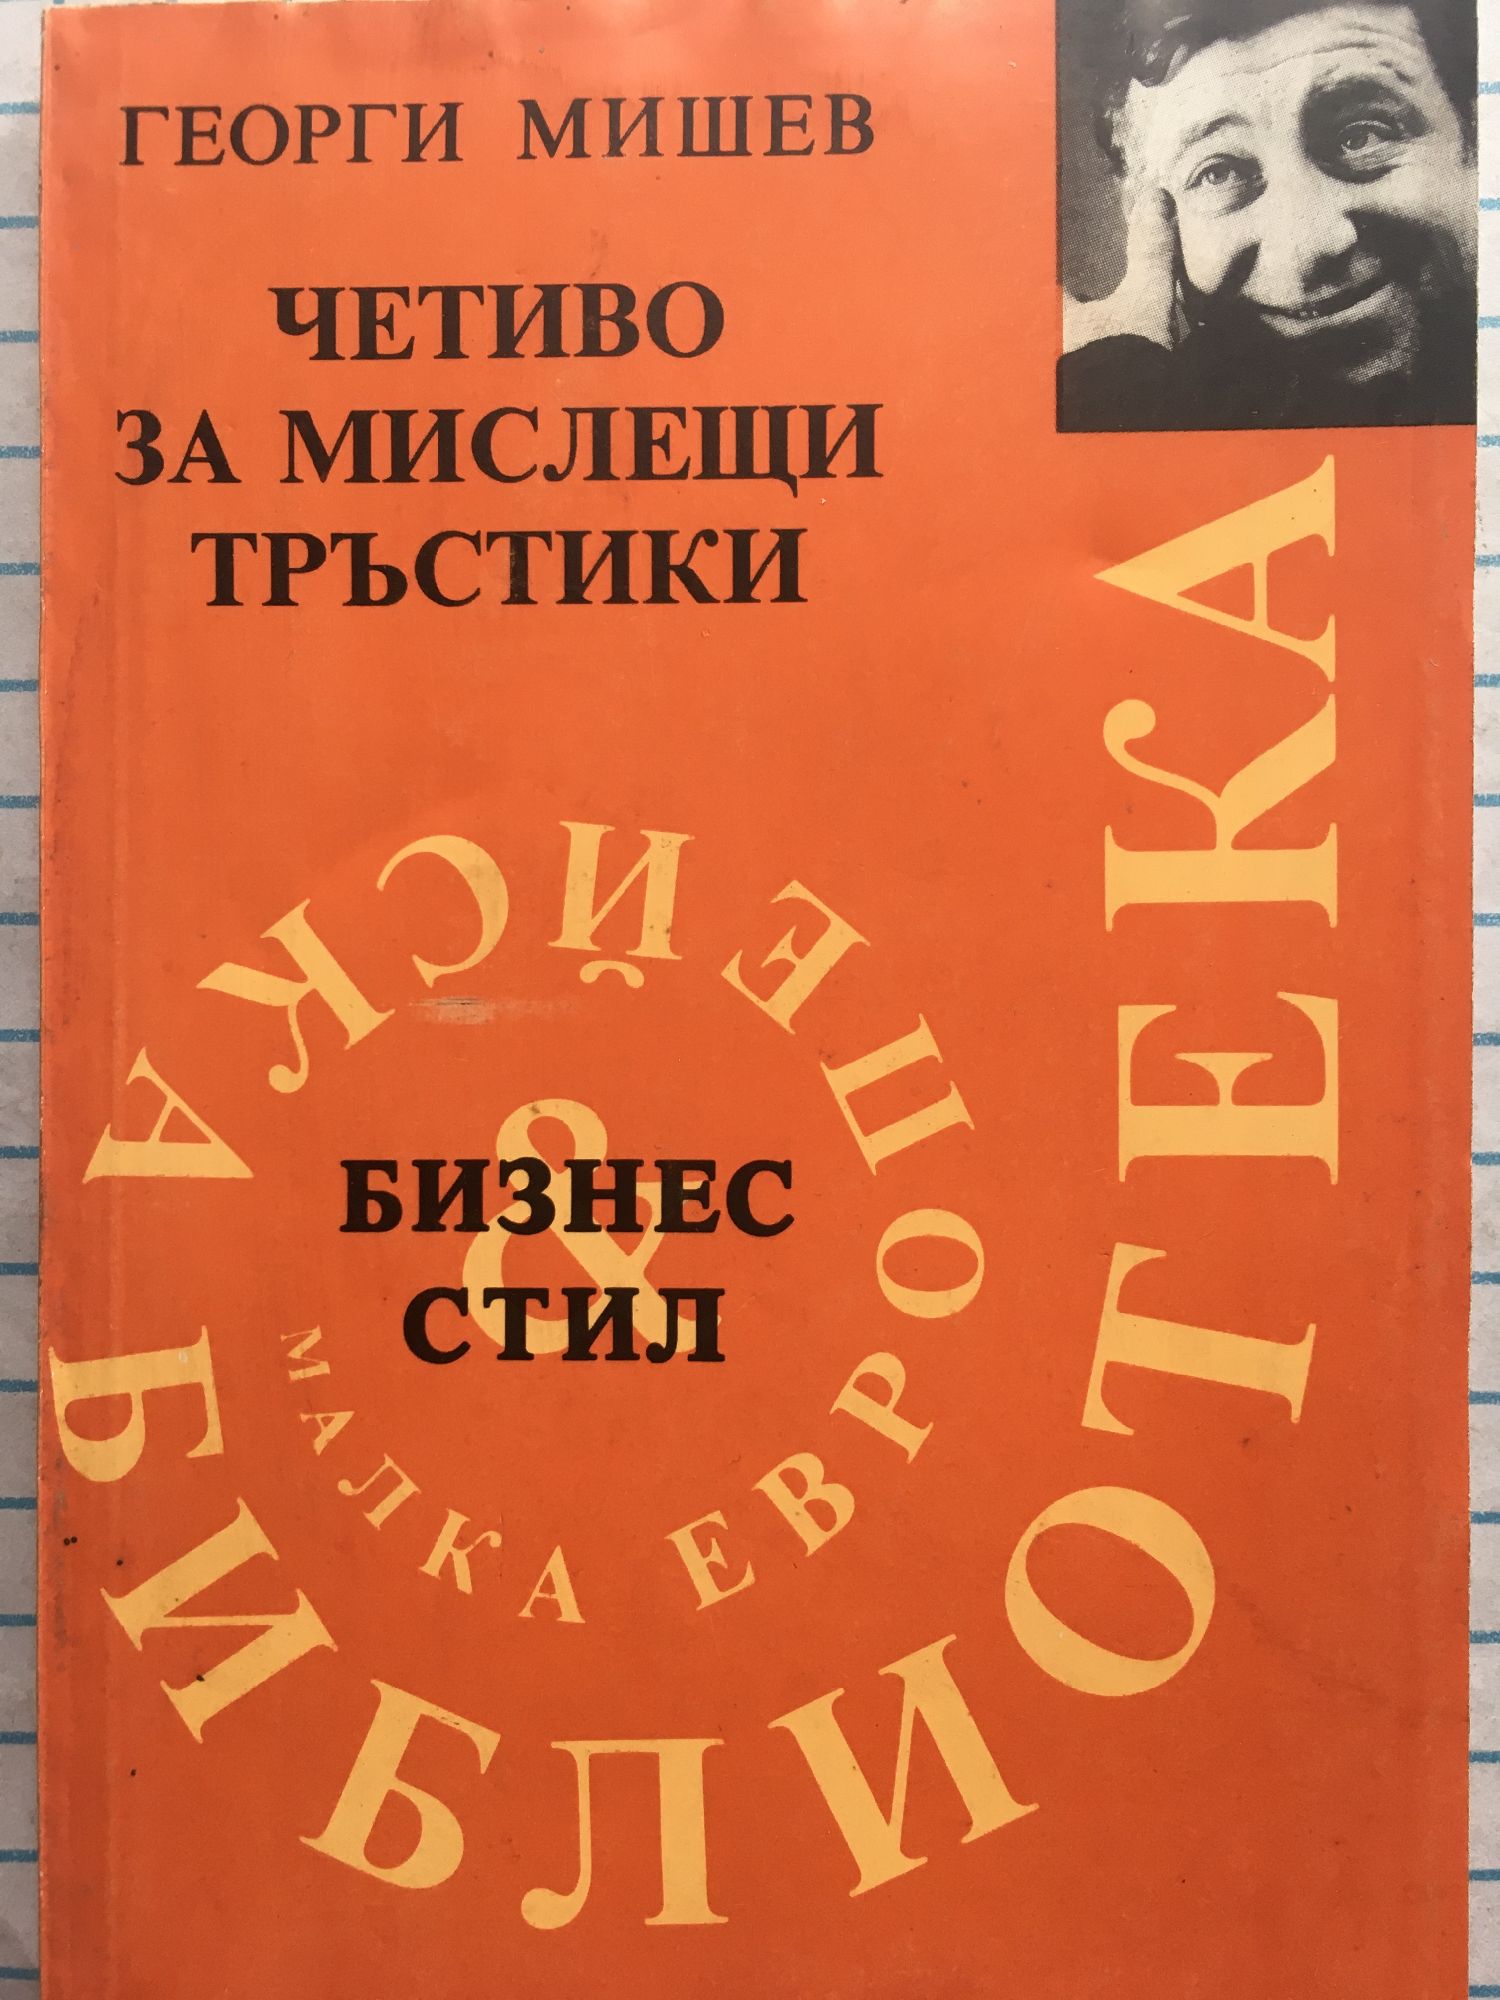 ГЕОРГИ МИШЕВ
ЧЕТИВО
ЗА МИСЛЕЩИ
ТРЪСТИКИ
&
БИЗНЕС
СТИЛ
МАЛКА ЕВРОПЕЙСКА БИБЛИОТЕКА